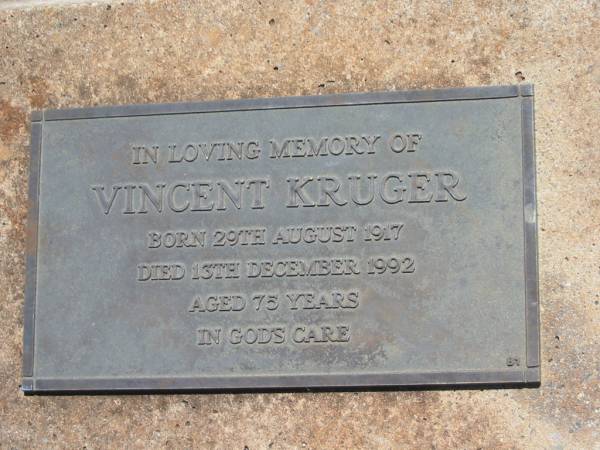 IN LOVING MEMORY OF
VINCENT KRUGER
BORN 29TH AUGUST 1917
DIED 13TH DECEMBER 1992
AGED 75 YEARS
IN GOD'S CARE